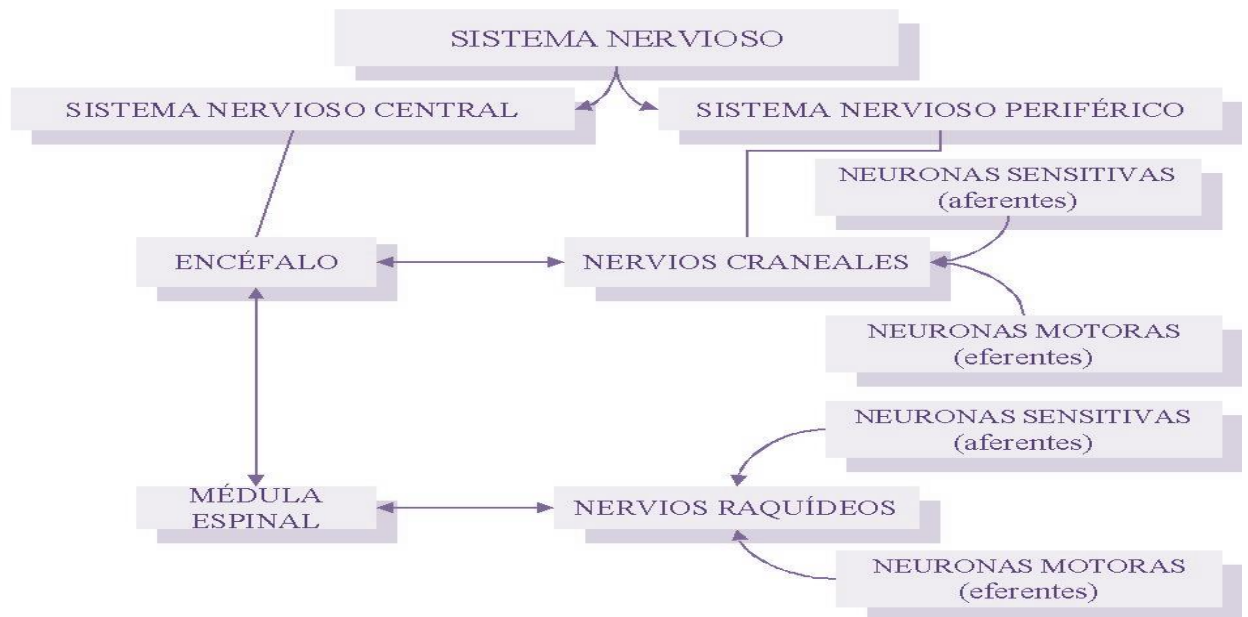 SISTEMA NERVIOSO
SISTEMA NERVIOSO CENTRAL
SISTEMA NERVIOSO PERIFÉRICO
NEURONAS SENSITIVAS
(aferentes)
ENCÉFALO
NERVIOS CRANEALES
NEURONAS MOTORAS
(eferentes)
NEURONAS SENSITIVAS
(aferentes)
MÉDULA
ESPINAL
NERVIOS RAQUÍDEOS
NEURONAS MOTORAS
(eferentes)